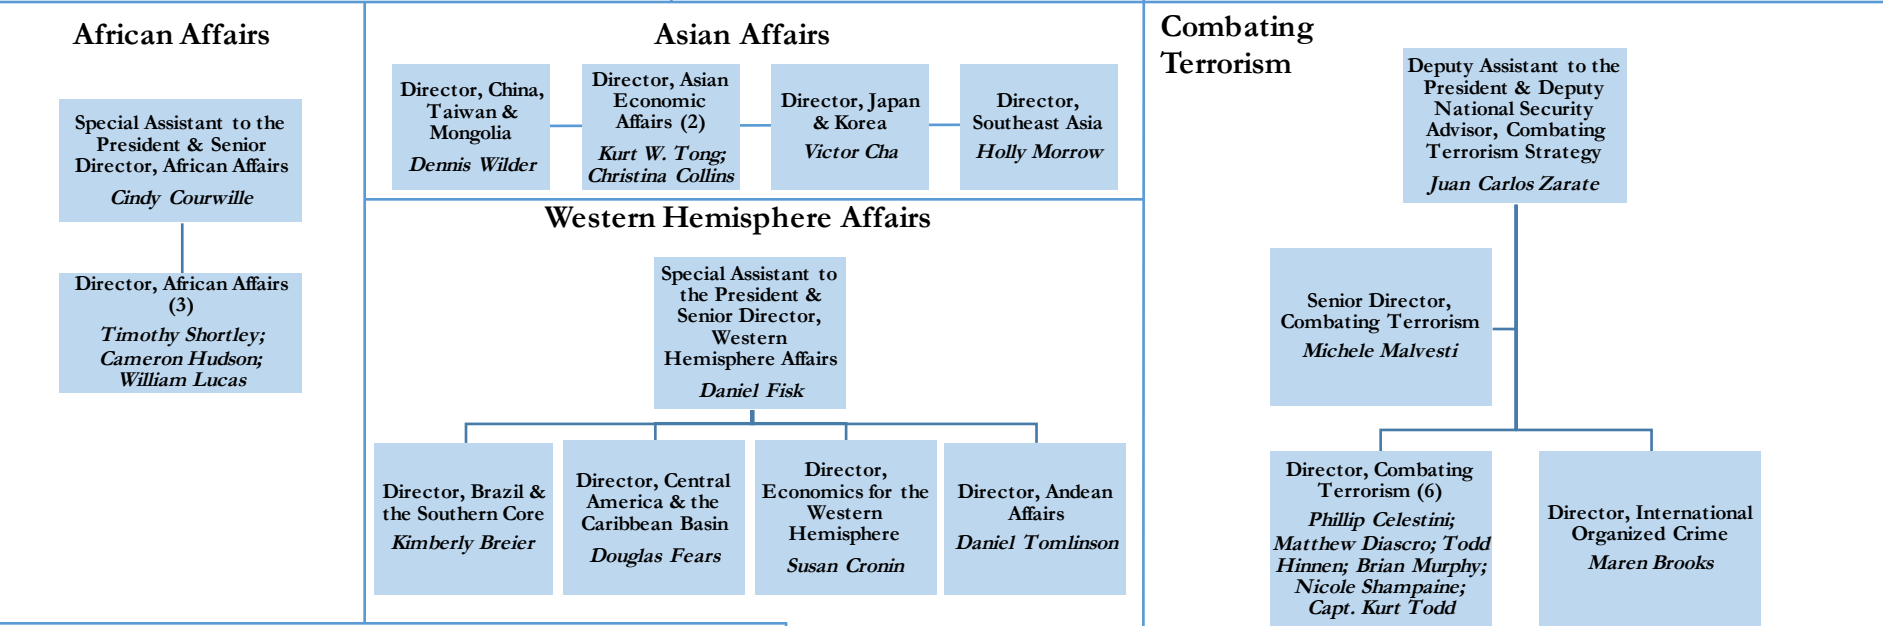 African Affairs
Special Assistant to the
President & Senior
Director, African Affairs
Cindy Courwille
Director, African Affairs
(3)
Timothy Shortley;
Cameron Hudson;
William Lucas
Asian Affairs
Director, China,
Taiwan &
Mongolia
Dennis Wilder
Director, Asian
Economic
Affairs (2)
Kurt W. Tong;
Christina Collins
Director, Japan
& Korea
Victor Cha
Director,
Southeast Asia
Holly Morrow
Western Hemisphere Affairs
Special Assistant to
the President &
Senior Director,
Western
Hemisphere Affairs
Daniel Fisk
Director, Brazil &
the Southern Core
Kimberly Breier
Director, Central
America & the
Caribbean Basin
Douglas Fears
Director,
Economics for the
Western
Hemisphere
Susan Cronin
Director, Andean
Affairs
Daniel Tomlinson
Combating
Terrorism
Deputy Assistant to the
President & Deputy
National Security
Advisor, Combating
Terrorism Strategy
Juan Carlos Zarate
Senior Director,
Combating Terrorism
Michele Malvesti
Director, Combating
Terrorism (6)
Phillip Celestini;
Matthew Diascro; Todd
Hinnen; Brian Murphy;
Nicole Shampaine;
Capt. Kurt Todd
Director, International
Organized Crime
Maren Brooks